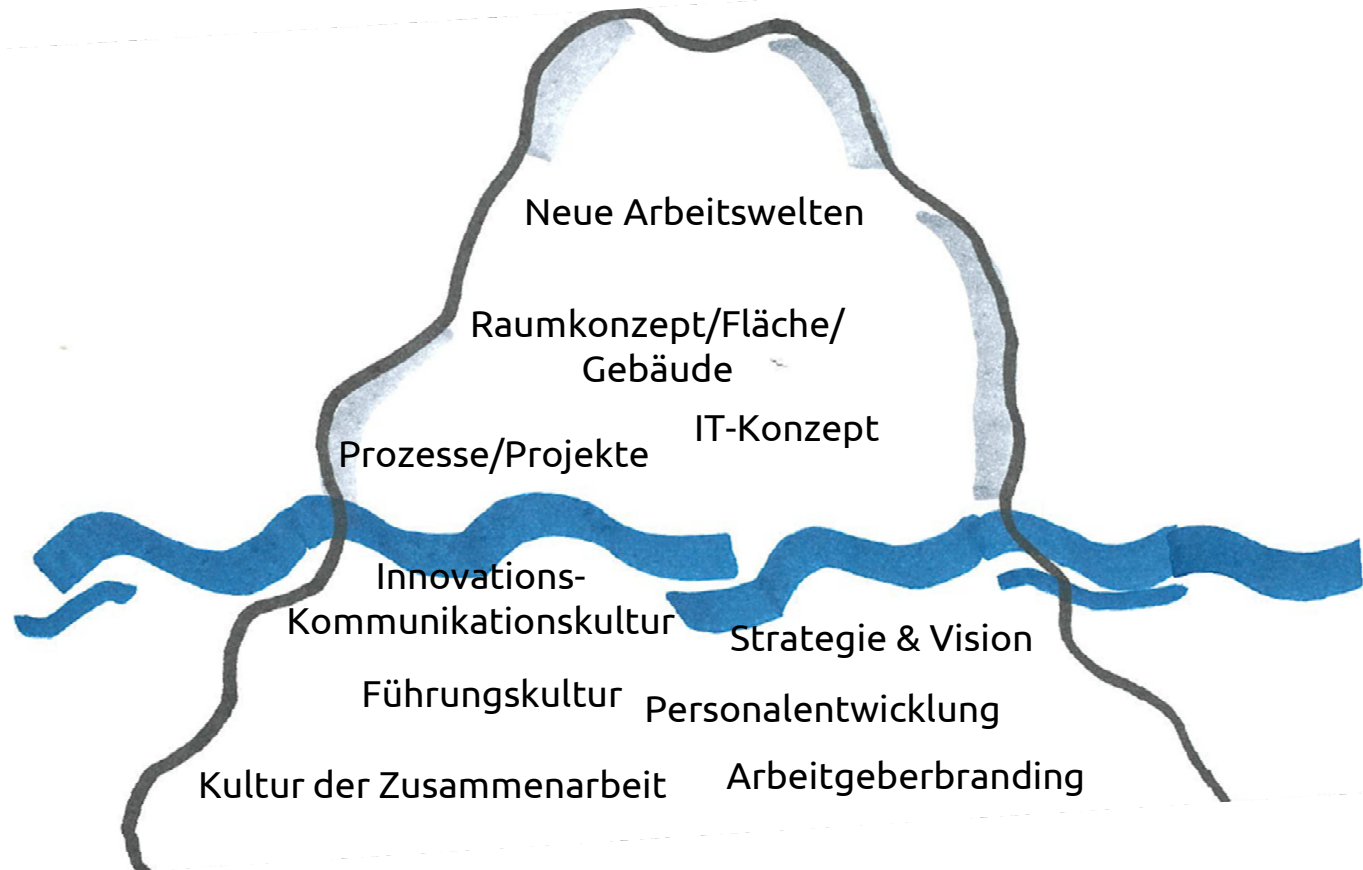 Neue Arbeitswelten
Raumkonzept/Fläche/
Gebäude
IT-Konzept
Prozesse/Projekte
Innovations-
Kommunikationskultur
Strategie & Vision
Führungskultur
Personalentwicklung
Kultur der Zusammenarbeit
Arbeitgeberbranding